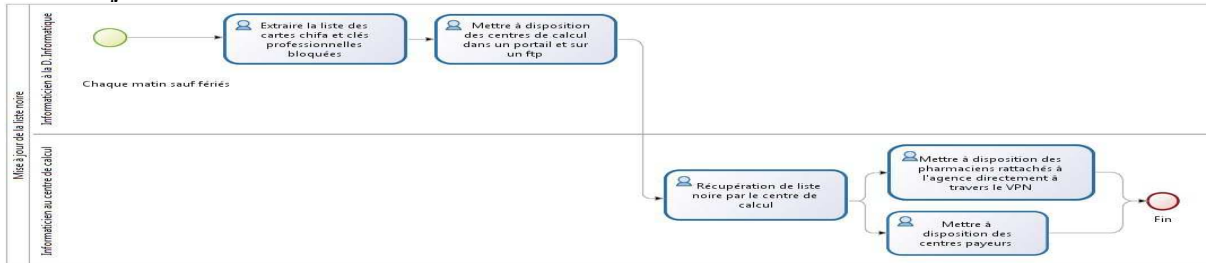 Mise à jour de la liste noire
Informaticien à la D. Informatique
Chaque matin sauf fériés
Extraire la liste des
cartes chifa et clés
professionnelles
bloquées
Mettre à disposition
des centres de calcul
dans un portail et sur
un ftp
Informaticien au centre de calcul
Récupération de liste
noire par le centre de
calcul
Mettre à disposition des
pharmaciens rattachés à
l'agence directement à
travers le VPN
Mettre à
disposition des
centres payeurs
Fin